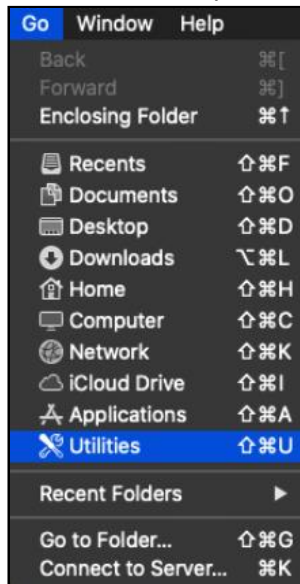 Go Window Help
Back ⌘[
Forward ⌘]
Enclosing Folder ⌘↑
Recents ⇧⌘F
Documents ⇧⌘O
Desktop ⇧⌘D
Downloads ⌥⌘L
Home ⇧⌘H
Computer ⇧⌘C
Network ⇧⌘K
iCloud Drive ⇧⌘I
Applications ⇧⌘A
Utilities ⇧⌘U
Recent Folders ▶
Go to Folder... ⇧⌘G
Connect to Server... ⌘K